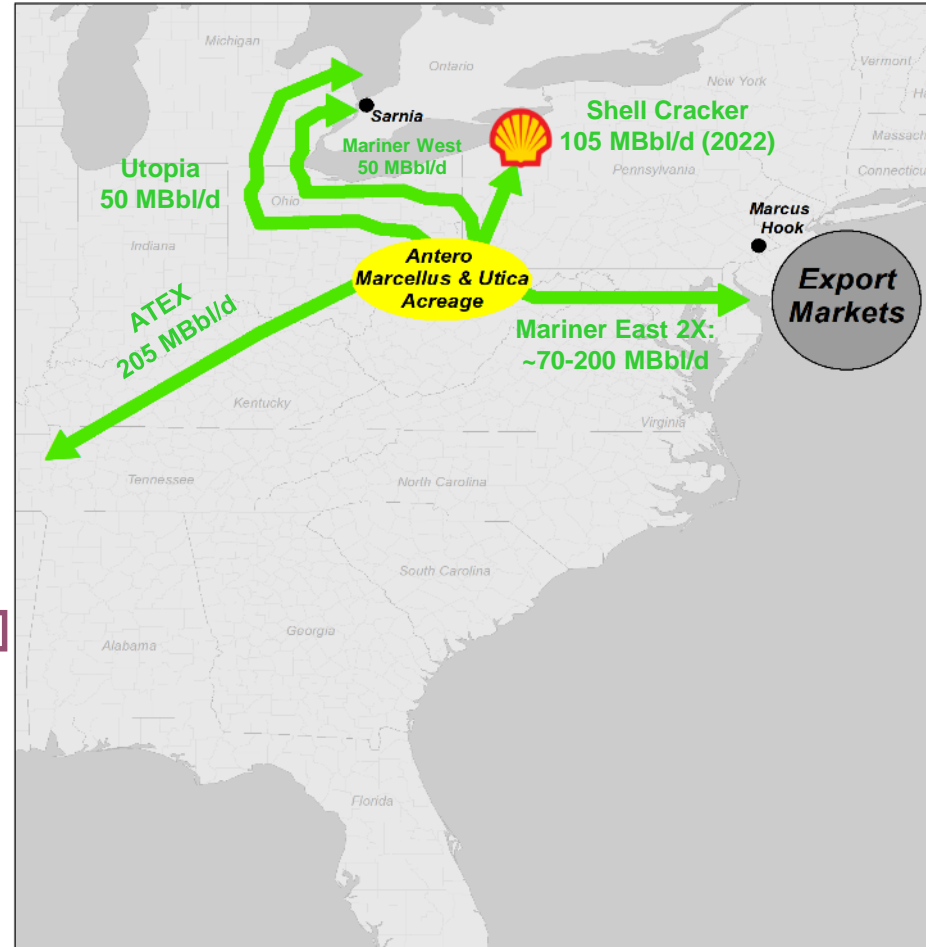 Michigan
Ontario
Vermont
New York
Sarnia
Shell Cracker
105 MBbl/d (2022)
Massach
Mariner West
50 MBbl/d
Utopia
50 MBbl/d
Pennsylvania
Connecticu
Ohio
Marcus
Hook
Indiana
Antero
Marcellus & Utica
Acreage
Export
Markets
ATEX
205 MBbl/d
Mariner East 2X:
~70-200 MBbl/d
Kentucky
Virginia
Tennessee
North Carolina
South Carolina
Alabama
Georgia
Florida